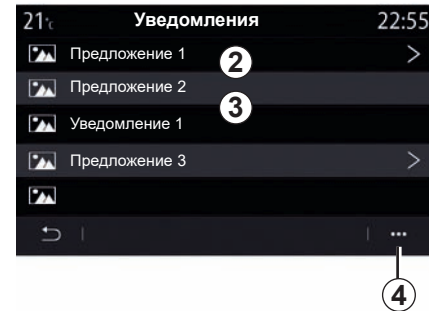 21°c Уведомления 22:55
Предложение 1
2
Предложение 2
3
Уведомление 1
Предложение 3
4